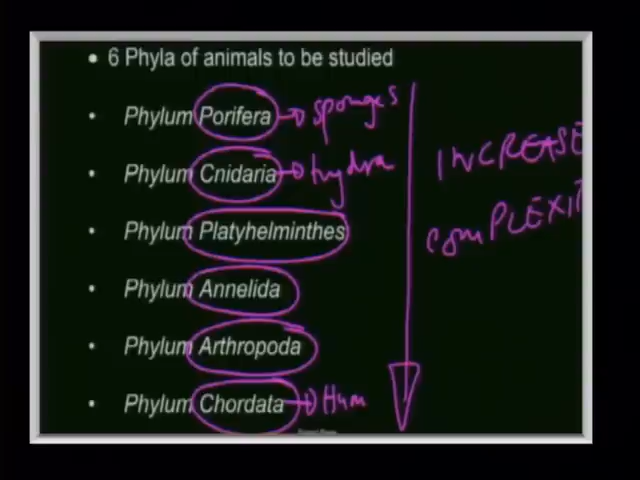 • 6 Phyla of animals to be studied
• Phylum Porifera → sponges
• Phylum Cnidaria → hydra
• Phylum Platyhelminthes
• Phylum Annelida
• Phylum Arthropoda
• Phylum Chordata → Hum
INCREASE
COMPLEXIT